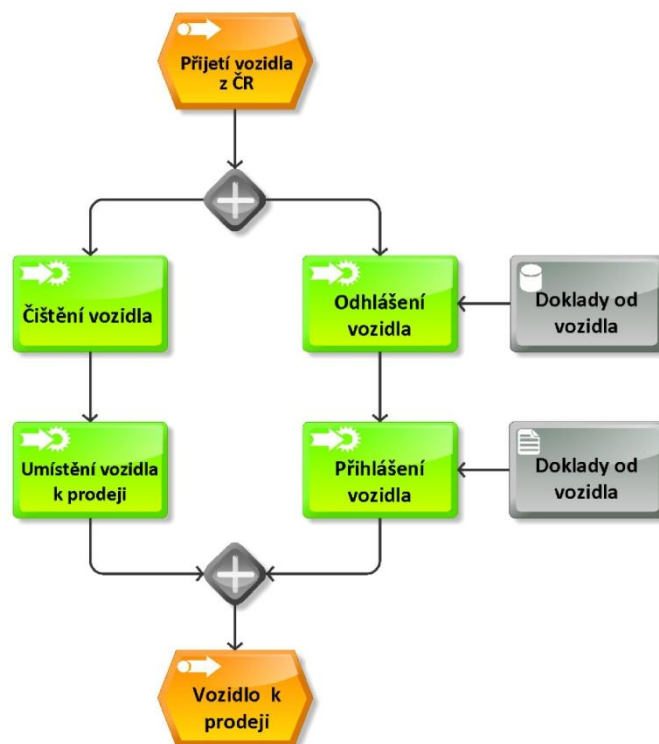 Přijetí vozidla
z ČR
Čištění vozidla
Odhlášení
vozidla
Doklady od
vozidla
Umístění vozidla
k prodeji
Přihlášení
vozidla
Doklady od
vozidla
Vozidlo k
prodeji